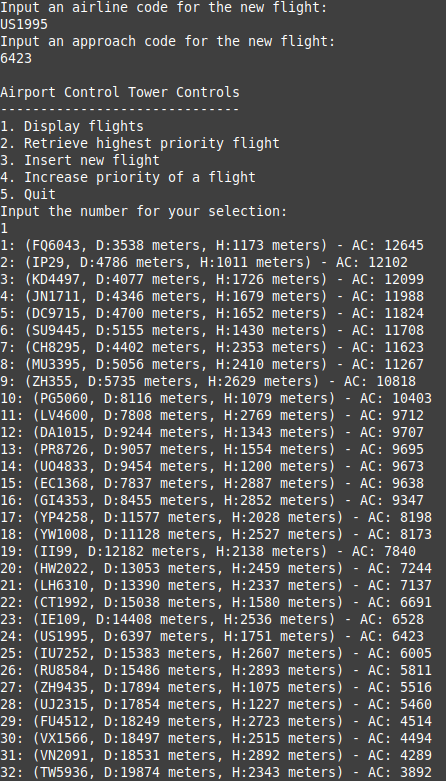 Input an airline code for the new flight:
US1995
Input an approach code for the new flight:
6423
Airport Control Tower Controls
------------------------------
1. Display flights
2. Retrieve highest priority flight
3. Insert new flight
4. Increase priority of a flight
5. Quit
Input the number for your selection:
1
1: (FQ6043, D:3538 meters, H:1173 meters) - AC: 12645
2: (IP29, D:4786 meters, H:1011 meters) - AC: 12102
3: (KD4497, D:4077 meters, H:1726 meters) - AC: 12099
4: (JN1711, D:4346 meters, H:1679 meters) - AC: 11988
5: (DC9715, D:4700 meters, H:1652 meters) - AC: 11824
6: (SU9445, D:5155 meters, H:1430 meters) - AC: 11708
7: (CH8295, D:4402 meters, H:2353 meters) - AC: 11623
8: (MU3395, D:5056 meters, H:2410 meters) - AC: 11267
9: (ZH355, D:5735 meters, H:2629 meters) - AC: 10818
10: (PG5060, D:8116 meters, H:1079 meters) - AC: 10403
11: (LV4600, D:7808 meters, H:2769 meters) - AC: 9712
12: (DA1015, D:9244 meters, H:1343 meters) - AC: 9707
13: (PR8726, D:9057 meters, H:1554 meters) - AC: 9695
14: (UO4833, D:9454 meters, H:1200 meters) - AC: 9673
15: (EC1368, D:7837 meters, H:2887 meters) - AC: 9638
16: (GI4353, D:8455 meters, H:2852 meters) - AC: 9347
17: (YP4258, D:11577 meters, H:2028 meters) - AC: 8198
18: (YW1008, D:11128 meters, H:2527 meters) - AC: 8173
19: (II99, D:12182 meters, H:2138 meters) - AC: 7840
20: (HW2022, D:13053 meters, H:2459 meters) - AC: 7244
21: (LH6310, D:13390 meters, H:2337 meters) - AC: 7137
22: (CT1992, D:15038 meters, H:1580 meters) - AC: 6691
23: (IE109, D:14408 meters, H:2536 meters) - AC: 6528
24: (US1995, D:6397 meters, H:1751 meters) - AC: 6423
25: (IU7252, D:15383 meters, H:2607 meters) - AC: 6005
26: (RU8584, D:15486 meters, H:2893 meters) - AC: 5811
27: (ZH9435, D:17894 meters, H:1075 meters) - AC: 5516
28: (UJ2315, D:17854 meters, H:1227 meters) - AC: 5460
29: (FU4512, D:18249 meters, H:2723 meters) - AC: 4514
30: (VX1566, D:18497 meters, H:2515 meters) - AC: 4494
31: (VN2091, D:18531 meters, H:2892 meters) - AC: 4289
32: (TW5936, D:19874 meters, H:2343 meters) - AC: 3892